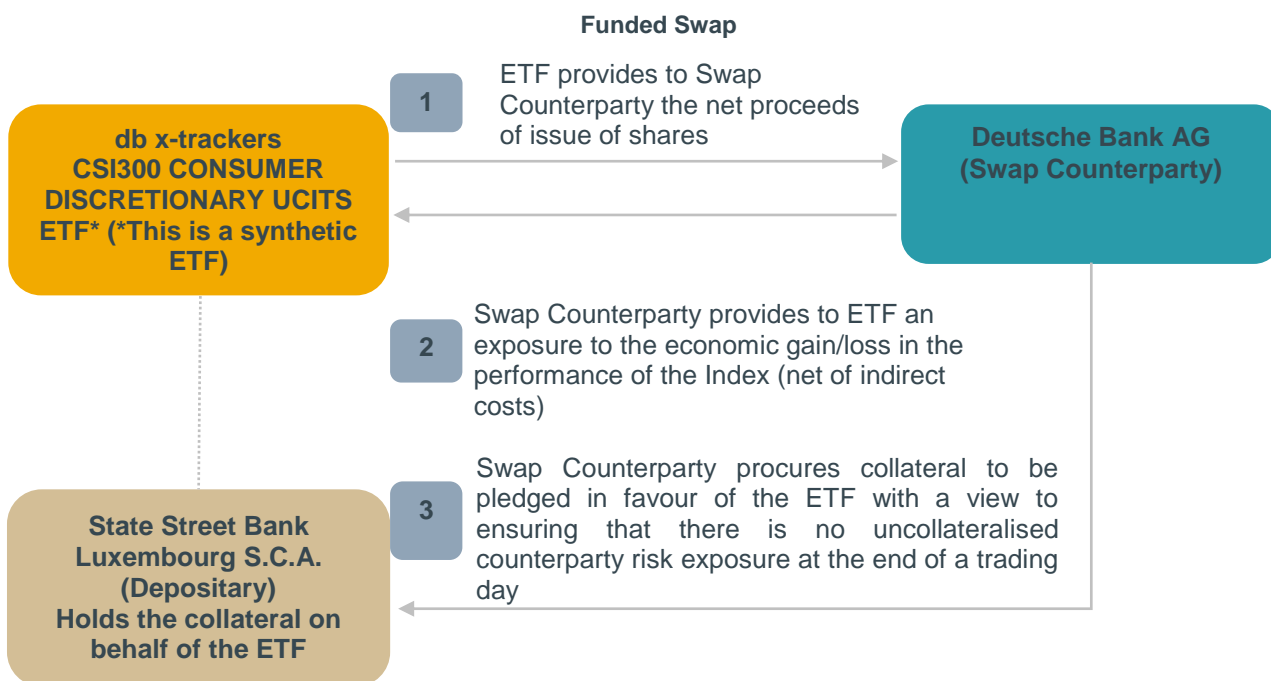 Funded Swap
1
ETF provides to Swap
Counterparty the net proceeds
of issue of shares
db x-trackers
CSI300 CONSUMER
DISCRETIONARY UCITS
ETF* (*This is a synthetic
ETF)
Deutsche Bank AG
(Swap Counterparty)
2
Swap Counterparty provides to ETF an
exposure to the economic gain/loss in the
performance of the Index (net of indirect
costs)
3
Swap Counterparty procures collateral to be
pledged in favour of the ETF with a view to
ensuring that there is no uncollateralised
counterparty risk exposure at the end of a trading
day
State Street Bank
Luxembourg S.C.A.
(Depositary)
Holds the collateral on
behalf of the ETF